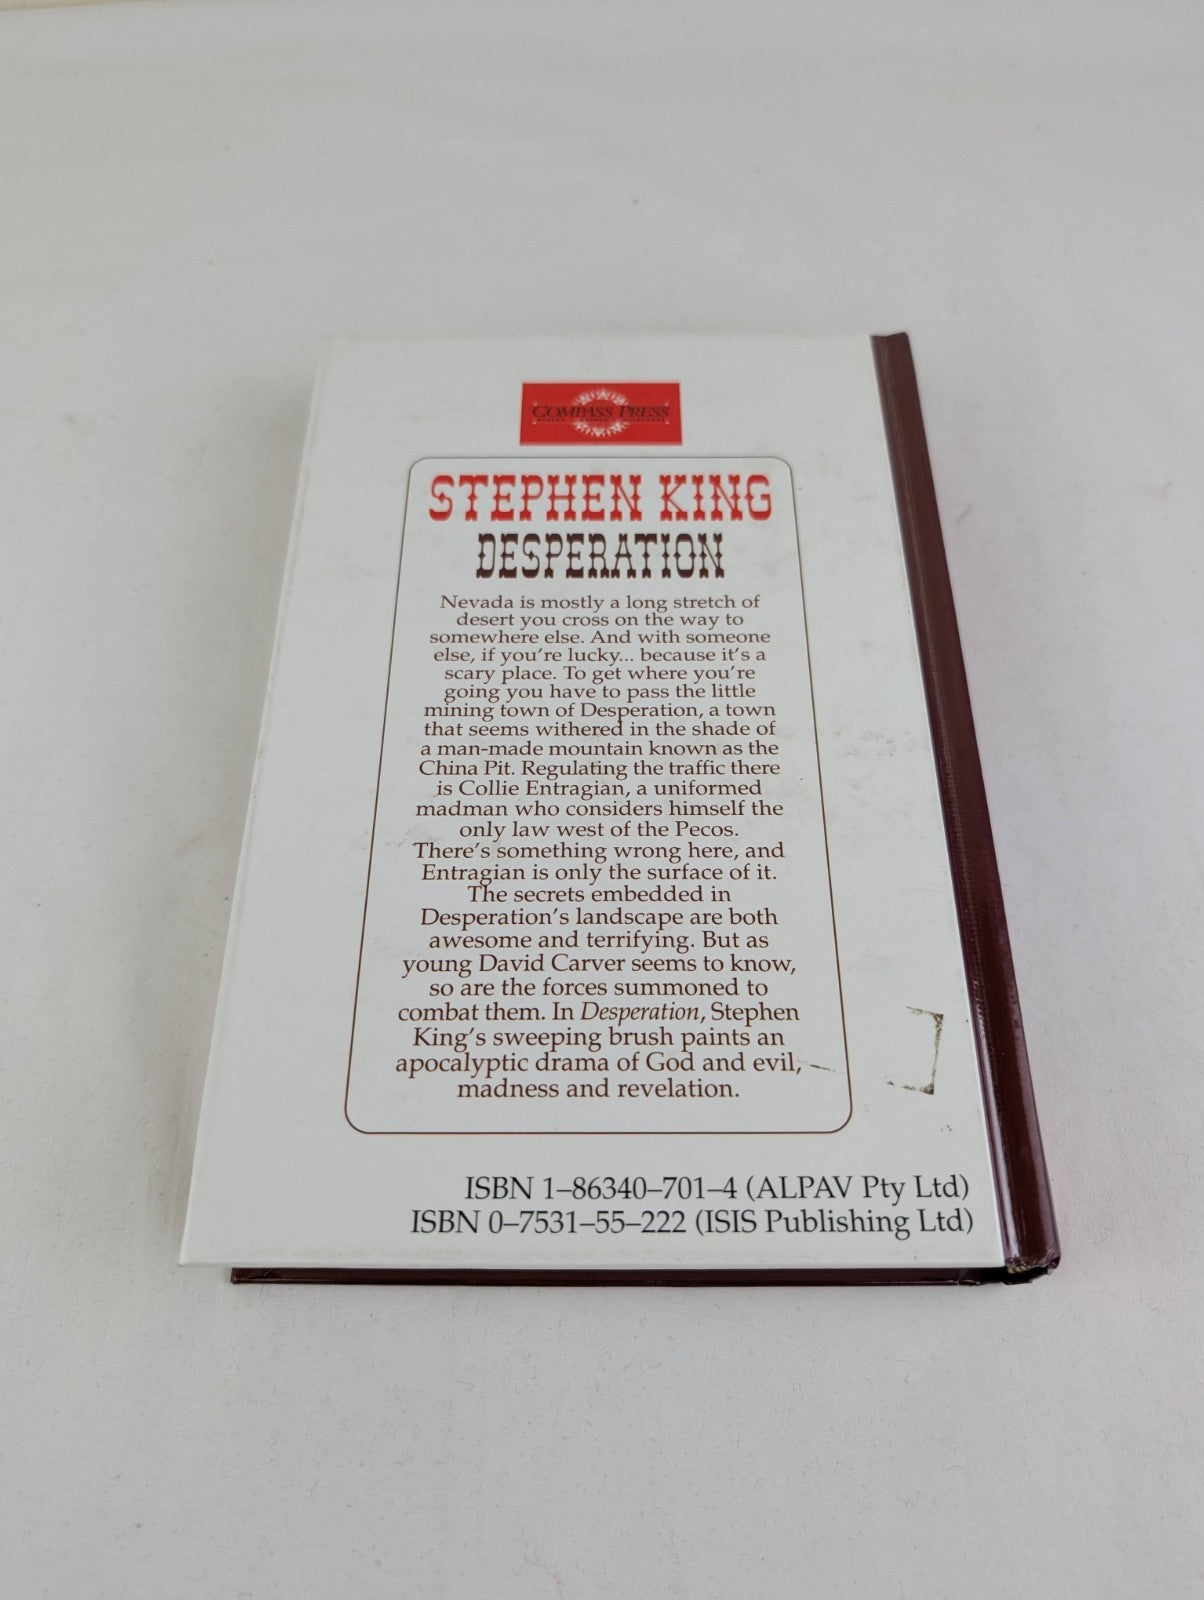 COMPASS PRESS
STEPHEN KING
DESPERATION
Nevada is mostly a long stretch of
desert you cross on the way to
somewhere else. And with someone
else, if you're lucky... because it's a
scary place. To get where you're
going you have to pass the little
mining town of Desperation, a town
that seems withered in the shade of
a man-made mountain known as the
China Pit. Regulating the traffic there
is Collie Entragian, a uniformed
madman who considers himself the
only law west of the Pecos.
There's something wrong here, and
Entragian is only the surface of it.
The secrets embedded in
Desperation's landscape are both
awesome and terrifying. But as
young David Carver seems to know,
so are the forces summoned to
combat them. In Desperation, Stephen
King's sweeping brush paints an
apocalyptic drama of God and evil,
madness and revelation.
ISBN 1–86340–701–4 (ALPAV Pty Ltd)
ISBN 0–7531–55–222 (ISIS Publishing Ltd)